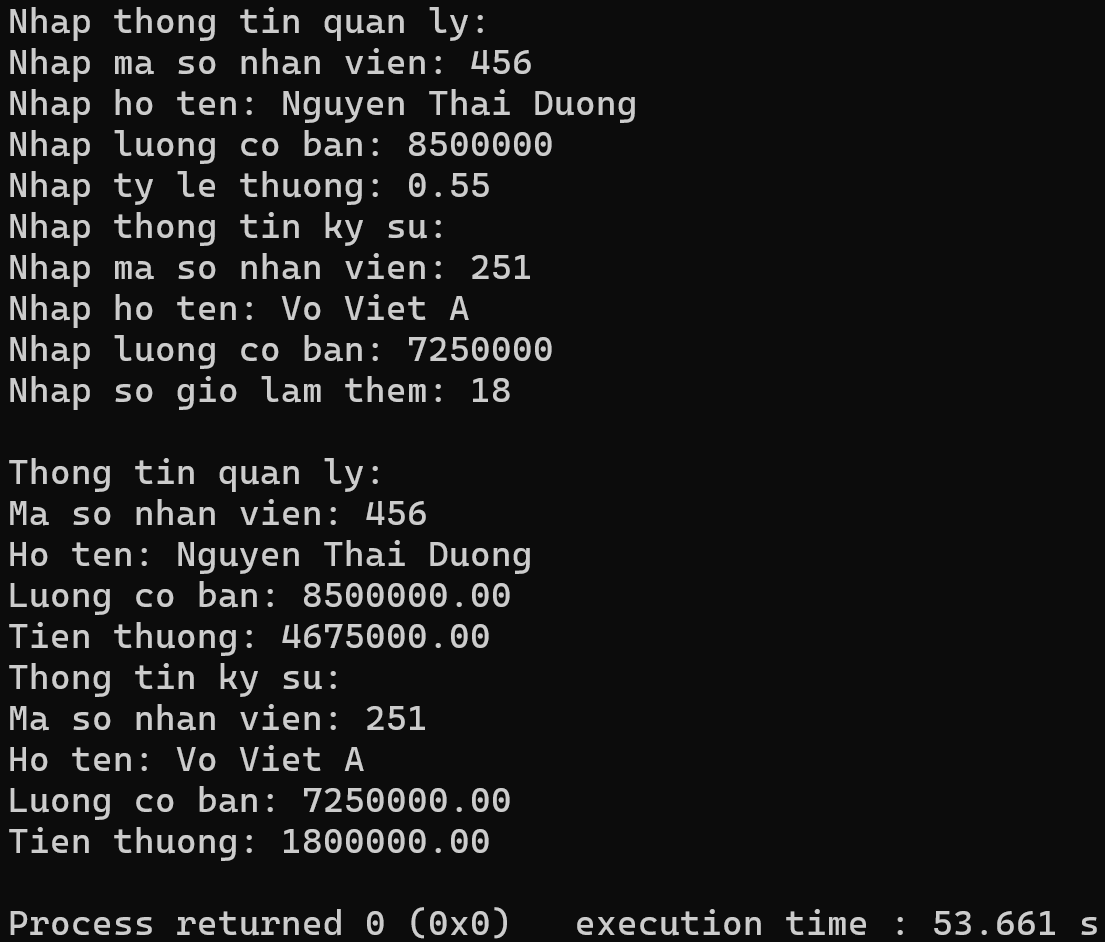 Nhap thong tin quan ly:
Nhap ma so nhan vien: 456
Nhap ho ten: Nguyen Thai Duong
Nhap luong co ban: 8500000
Nhap ty le thuong: 0.55
Nhap thong tin ky su:
Nhap ma so nhan vien: 251
Nhap ho ten: Vo Viet A
Nhap luong co ban: 7250000
Nhap so gio lam them: 18

Thong tin quan ly:
Ma so nhan vien: 456
Ho ten: Nguyen Thai Duong
Luong co ban: 8500000.00
Tien thuong: 4675000.00
Thong tin ky su:
Ma so nhan vien: 251
Ho ten: Vo Viet A
Luong co ban: 7250000.00
Tien thuong: 1800000.00

Process returned 0 (0x0)   execution time : 53.661 s